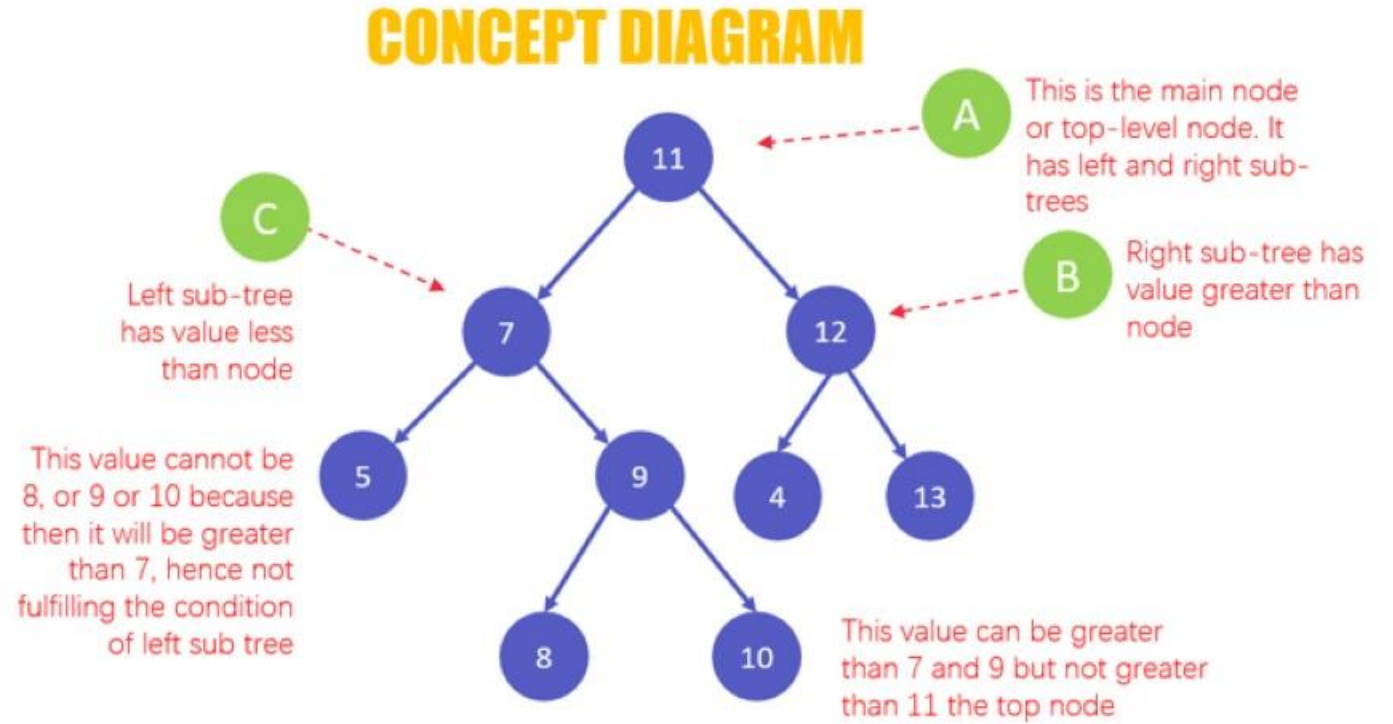 CONCEPT DIAGRAM
A
This is the main node
or top-level node. It
has left and right sub-
trees
11
C
Left sub-tree
has value less
than node
B
Right sub-tree has
value greater than
node
7
12
This value cannot be
8, or 9 or 10 because
then it will be greater
than 7, hence not
fulfilling the condition
of left sub tree
5
9
4
13
8
10
This value can be greater
than 7 and 9 but not greater
than 11 the top node